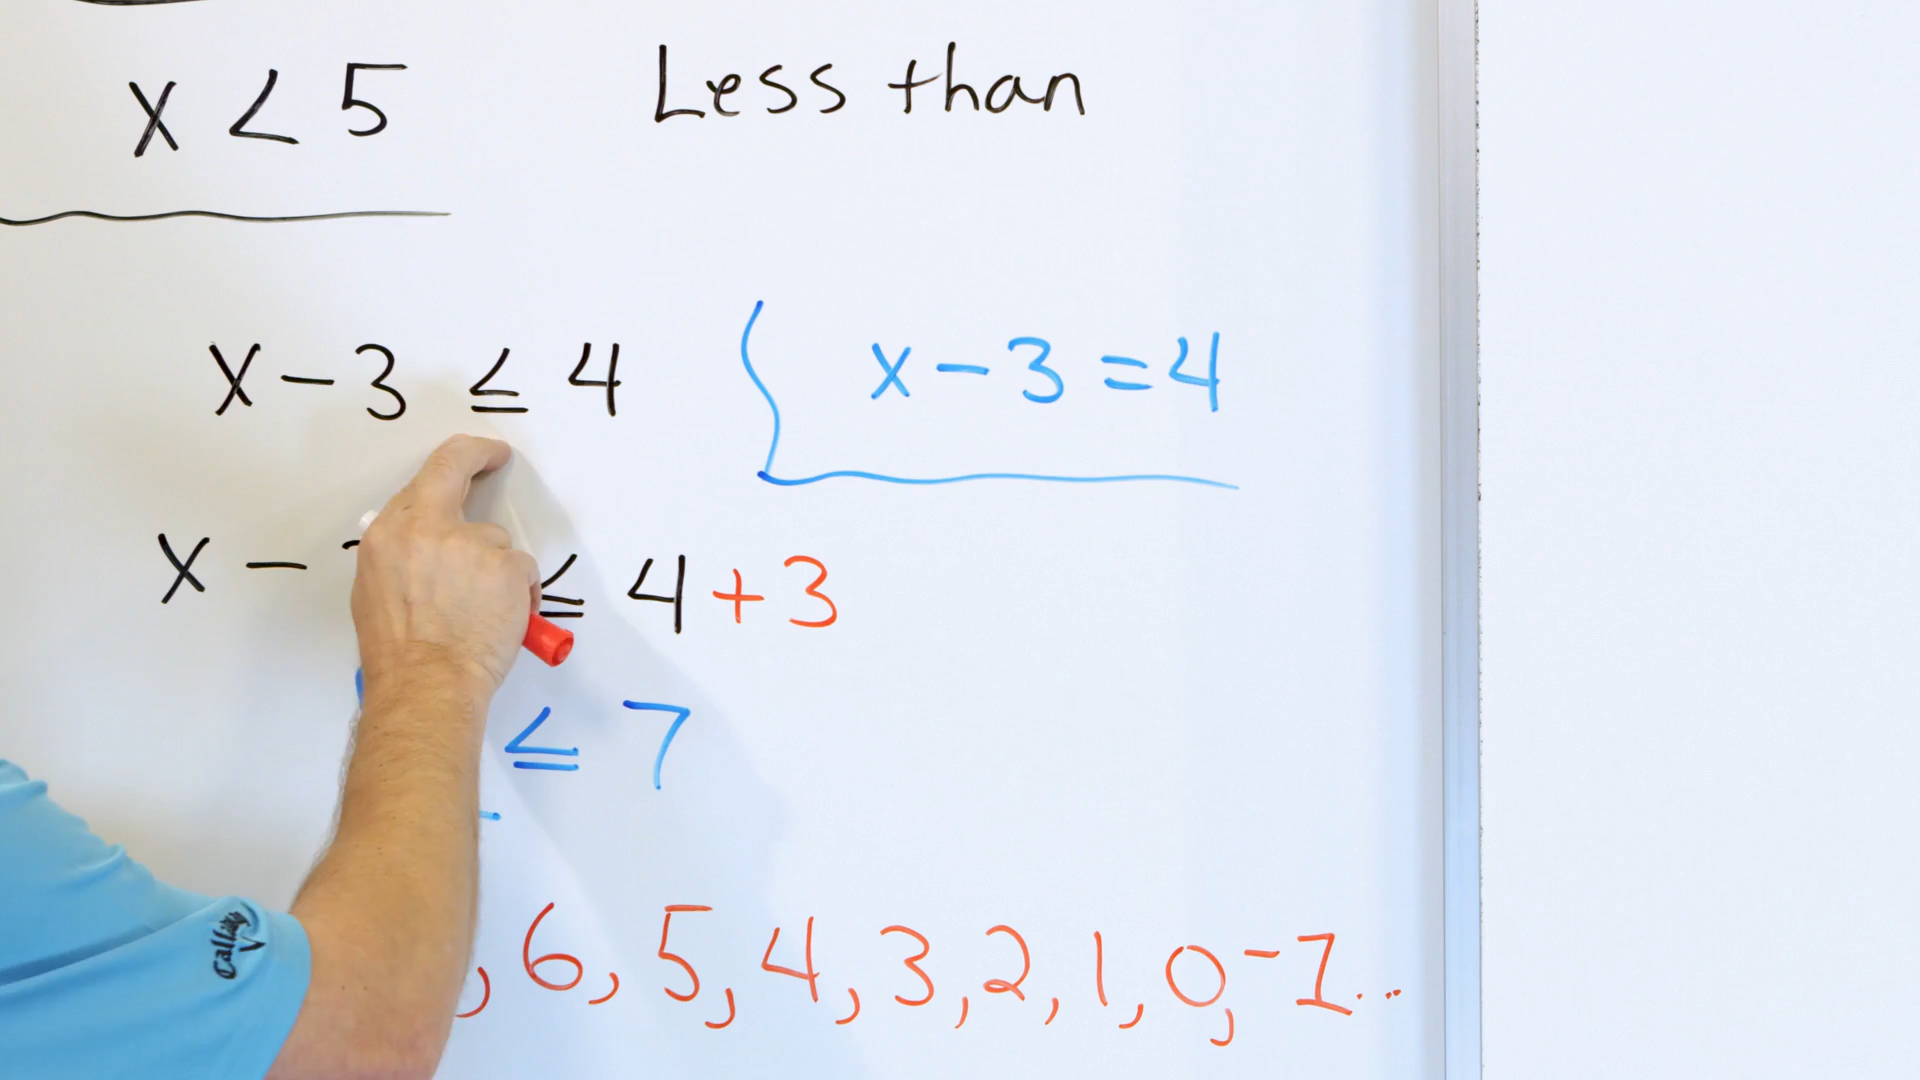 x < 5 Less than
x - 3 ≤ 4 x - 3 = 4
x - ≤ 4 + 3
≤ 7
, 6, 5, 4, 3, 2, 1, 0, -1...